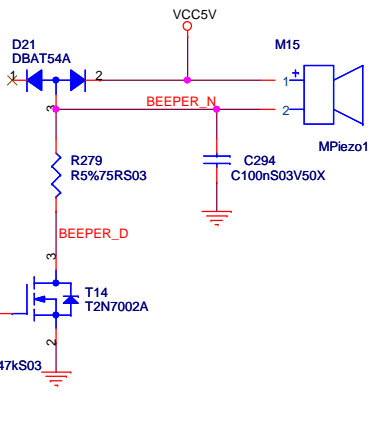 VCC5V
D21
DBAT54A
M15
1
2
1
+
BEEPER_N
2
3
MPiezo1
R279
R5%75RS03
C294
C100nS03V50X
BEEPER_D
3
T14
T2N7002A
2
47kS03